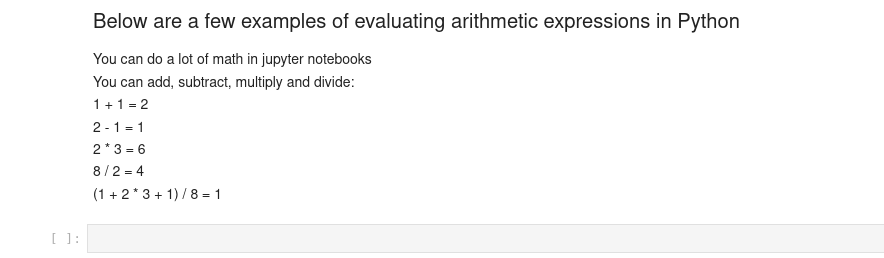 Below are a few examples of evaluating arithmetic expressions in Python
You can do a lot of math in jupyter notebooks
You can add, subtract, multiply and divide:
1 + 1 = 2
2 - 1 = 1
2 * 3 = 6
8 / 2 = 4
(1 + 2 * 3 + 1) / 8 = 1
[ ]: